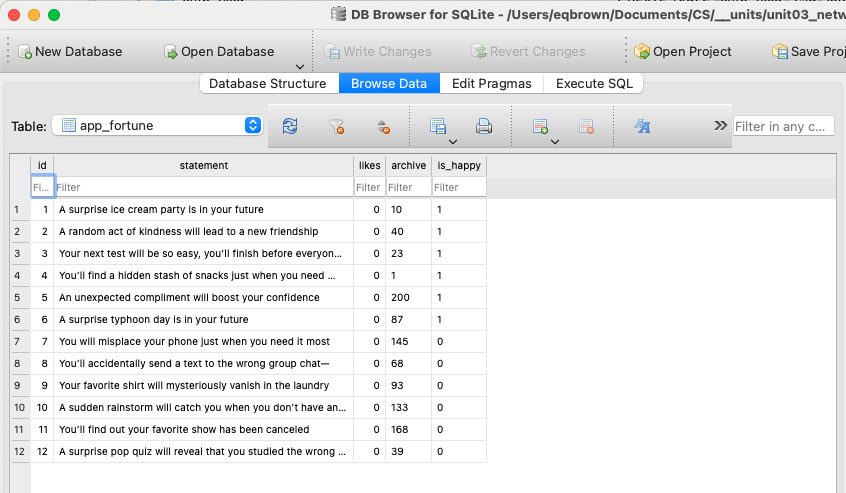 DB Browser for SQLite - /Users/eqbrown/Documents/CS/__units/unit03_netw
New Database Open Database Write Changes Revert Changes Open Project Save Proj
Database Structure Browse Data Edit Pragmas Execute SQL
Table: app_fortune Filter in any c...
id statement likes archive is_happy
Fi... Filter Filter Filter Filter
1 1 A surprise ice cream party is in your future 0 10 1
2 2 A random act of kindness will lead to a new friendship 0 40 1
3 3 Your next test will be so easy, you'll finish before everyon... 0 23 1
4 4 You'll find a hidden stash of snacks just when you need ... 0 1 1
5 5 An unexpected compliment will boost your confidence 0 200 1
6 6 A surprise typhoon day is in your future 0 87 1
7 7 You will misplace your phone just when you need it most 0 145 0
8 8 You'll accidentally send a text to the wrong group chat— 0 68 0
9 9 Your favorite shirt will mysteriously vanish in the laundry 0 93 0
10 10 A sudden rainstorm will catch you when you don't have an... 0 133 0
11 11 You'll find out your favorite show has been canceled 0 168 0
12 12 A surprise pop quiz will reveal that you studied the wrong ... 0 39 0